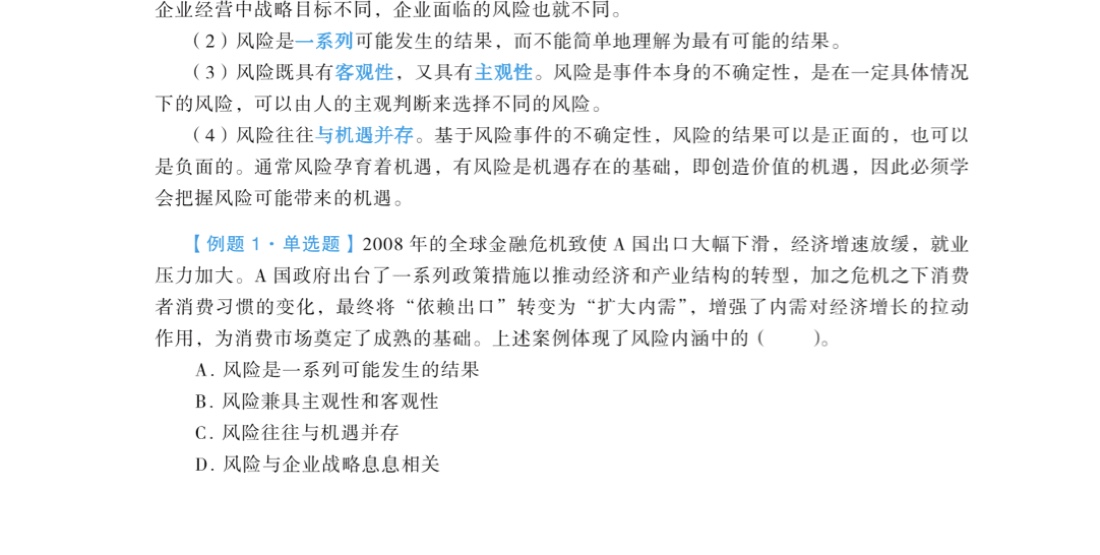 企业经营中战略目标不同，企业面临的风险也就不同。
（2）风险是一系列可能发生的结果，而不能简单地理解为最有可能的结果。
（3）风险既具有客观性，又具有主观性。风险是事件本身的不确定性，是在一定具体情况
下的风险，可以由人的主观判断来选择不同的风险。
（4）风险往往与机遇并存。基于风险事件的不确定性，风险的结果可以是正面的，也可以
是负面的。通常风险孕育着机遇，有风险是机遇存在的基础，即创造价值的机遇，因此必须学
会把握风险可能带来的机遇。
【例题 1·单选题】2008 年的全球金融危机致使 A 国出口大幅下滑，经济增速放缓，就业
压力加大。A 国政府出台了一系列政策措施以推动经济和产业结构的转型，加之危机之下消费
者消费习惯的变化，最终将“依赖出口”转变为“扩大内需”，增强了内需对经济增长的拉动
作用，为消费市场奠定了成熟的基础。上述案例体现了风险内涵中的（　　）。
A. 风险是一系列可能发生的结果
B. 风险兼具主观性和客观性
C. 风险往往与机遇并存
D. 风险与企业战略息息相关